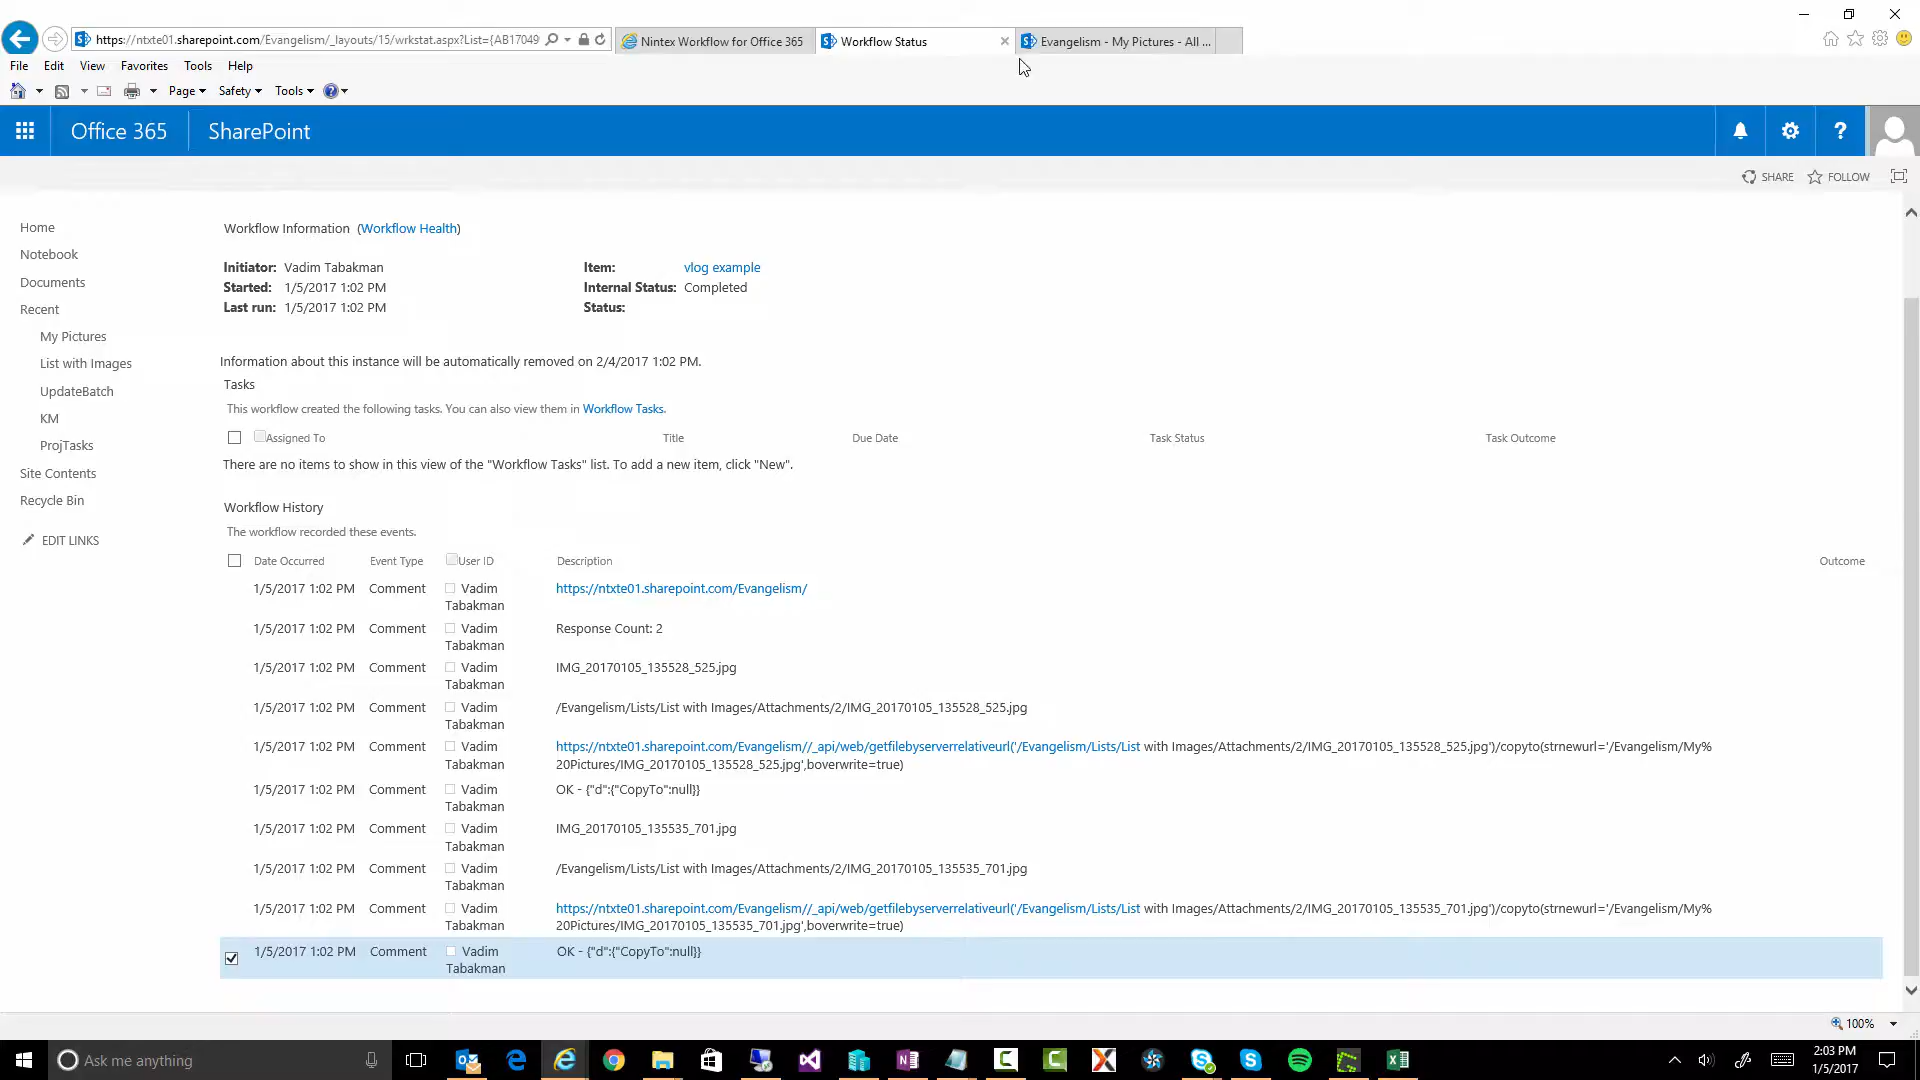 https://ntxte01.sharepoint.com/Evangelism/_layouts/15/wrkstat.aspx?List={AB17049
Nintex Workflow for Office 365
Workflow Status
Evangelism - My Pictures - All ...
File Edit View Favorites Tools Help
Page Safety Tools
Office 365 SharePoint
SHARE FOLLOW
Home
Notebook
Documents
Recent
My Pictures
List with Images
UpdateBatch
KM
ProjTasks
Site Contents
Recycle Bin
EDIT LINKS
Workflow Information (Workflow Health)
Initiator: Vadim Tabakman Item: vlog example
Started: 1/5/2017 1:02 PM Internal Status: Completed
Last run: 1/5/2017 1:02 PM Status:
Information about this instance will be automatically removed on 2/4/2017 1:02 PM.
Tasks
This workflow created the following tasks. You can also view them in Workflow Tasks.
Assigned To Title Due Date Task Status Task Outcome
There are no items to show in this view of the "Workflow Tasks" list. To add a new item, click "New".
Workflow History
The workflow recorded these events.
Date Occurred Event Type User ID Description Outcome
1/5/2017 1:02 PM Comment Vadim https://ntxte01.sharepoint.com/Evangelism/
Tabakman
1/5/2017 1:02 PM Comment Vadim Response Count: 2
Tabakman
1/5/2017 1:02 PM Comment Vadim IMG_20170105_135528_525.jpg
Tabakman
1/5/2017 1:02 PM Comment Vadim /Evangelism/Lists/List with Images/Attachments/2/IMG_20170105_135528_525.jpg
Tabakman
1/5/2017 1:02 PM Comment Vadim https://ntxte01.sharepoint.com/Evangelism//_api/web/getfilebyserverrelativeurl('/Evangelism/Lists/List with Images/Attachments/2/IMG_20170105_135528_525.jpg')/copyto(strnewurl='/Evangelism/My%
Tabakman 20Pictures/IMG_20170105_135528_525.jpg',boverwrite=true)
1/5/2017 1:02 PM Comment Vadim OK - {"d":{"CopyTo":null}}
Tabakman
1/5/2017 1:02 PM Comment Vadim IMG_20170105_135535_701.jpg
Tabakman
1/5/2017 1:02 PM Comment Vadim /Evangelism/Lists/List with Images/Attachments/2/IMG_20170105_135535_701.jpg
Tabakman
1/5/2017 1:02 PM Comment Vadim https://ntxte01.sharepoint.com/Evangelism//_api/web/getfilebyserverrelativeurl('/Evangelism/Lists/List with Images/Attachments/2/IMG_20170105_135535_701.jpg')/copyto(strnewurl='/Evangelism/My%
Tabakman 20Pictures/IMG_20170105_135535_701.jpg',boverwrite=true)
1/5/2017 1:02 PM Comment Vadim OK - {"d":{"CopyTo":null}}
Tabakman
100%
Ask me anything
2:03 PM
1/5/2017